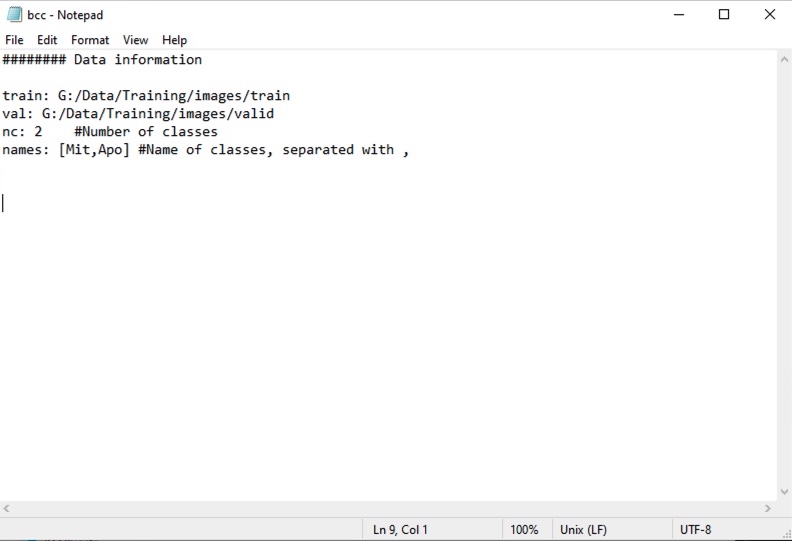 bcc - Notepad
File Edit Format View Help
######## Data information
train: G:/Data/Training/images/train
val: G:/Data/Training/images/valid
nc: 2    #Number of classes
names: [Mit,Apo] #Name of classes, separated with ,
Ln 9, Col 1 100% Unix (LF) UTF-8